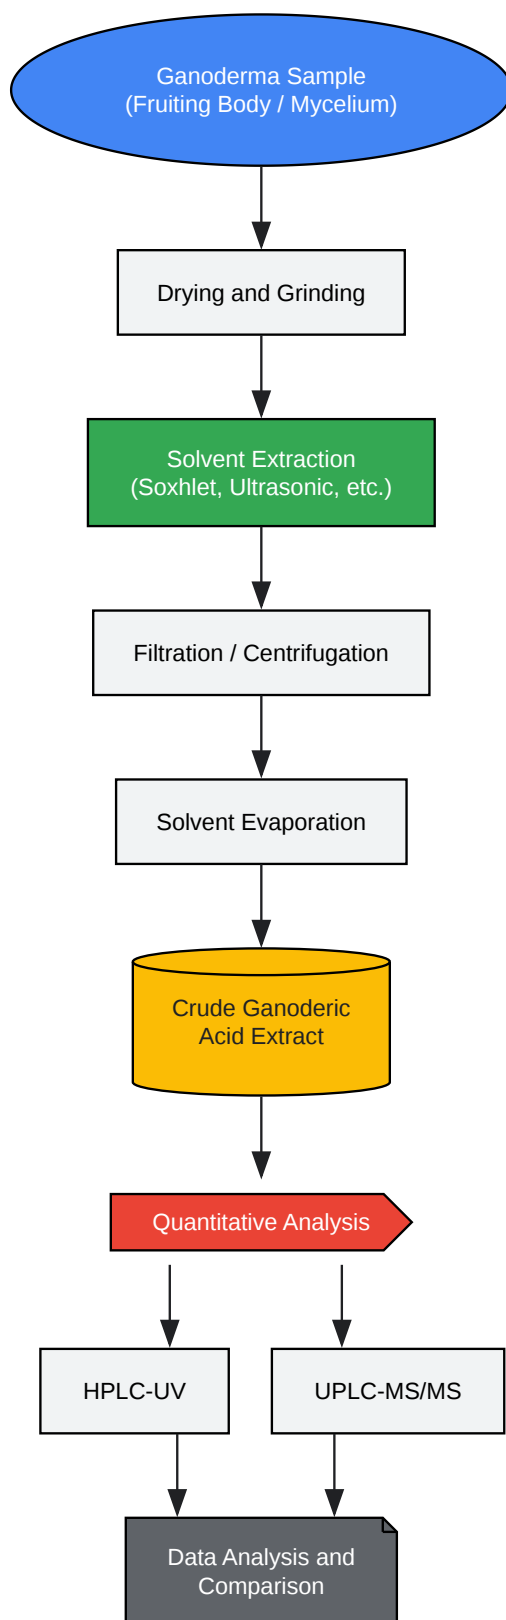 Ganoderma Sample
(Fruiting Body / Mycelium)
Drying and Grinding
Solvent Extraction
(Soxhlet, Ultrasonic, etc.)
Filtration / Centrifugation
Solvent Evaporation
Crude Ganoderic
Acid Extract
Quantitative Analysis
HPLC-UV
UPLC-MS/MS
Data Analysis and
Comparison